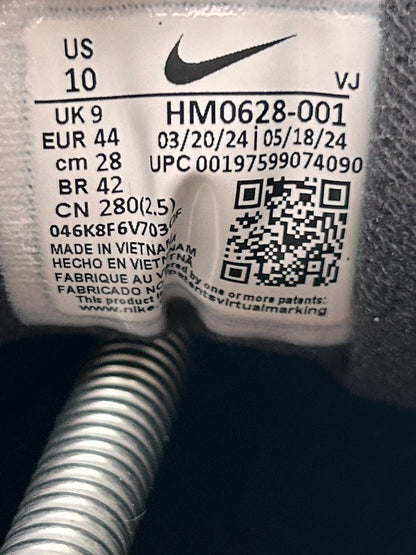 US
10
VJ
UK 9 HM0628-001
EUR 44 03/20/24 | 05/18/24
cm 28 UPC 00197599074090
BR 42
CN 280(2.5)
046K8F6V703
MADE IN VIETNAM
HECHO EN VIETNAM
FABRIQUE AU
FABRICADO NO
This product is by one or more patents:
www.nike virtualmarking